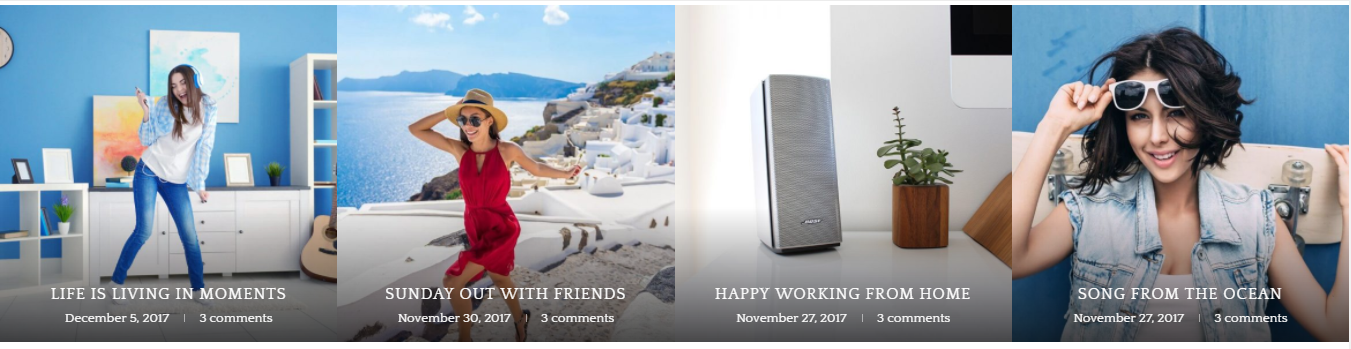 LIFE IS LIVING IN MOMENTS
December 5, 2017 | 3 comments
SUNDAY OUT WITH FRIENDS
November 30, 2017 | 3 comments
BOSE
HAPPY WORKING FROM HOME
November 27, 2017 | 3 comments
SONG FROM THE OCEAN
November 27, 2017 | 3 comments